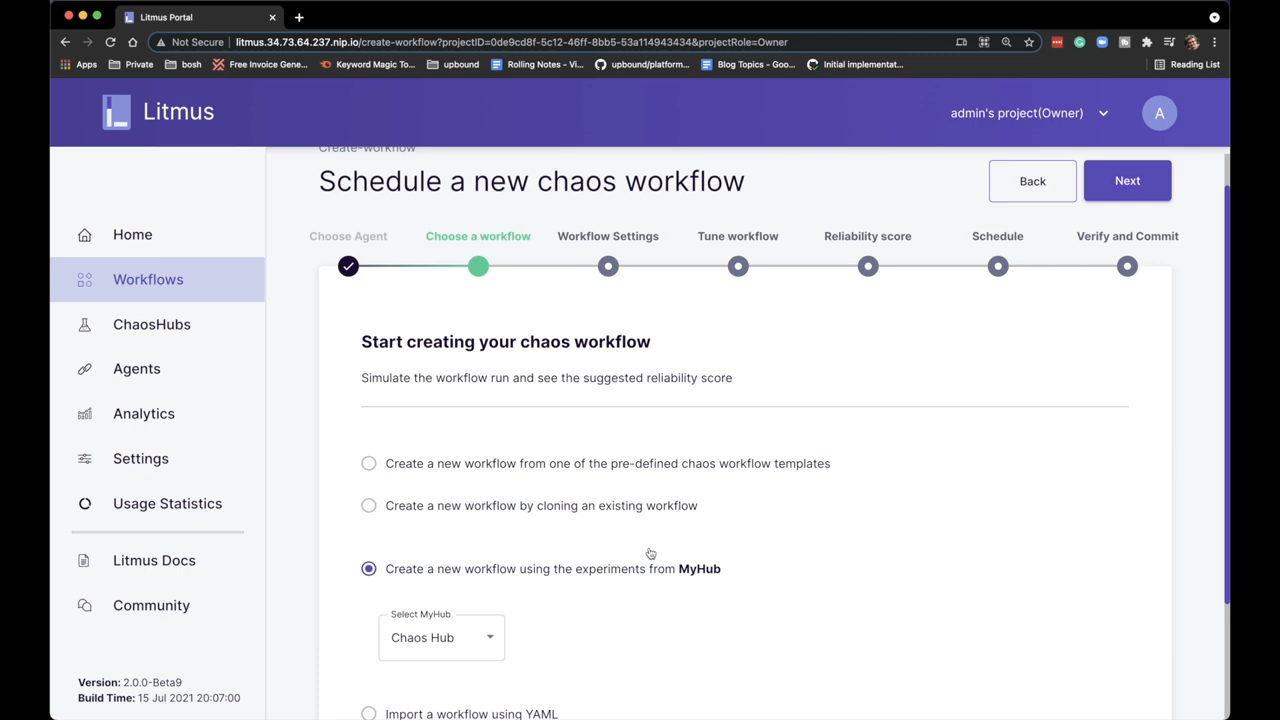 Litmus Portal
Not Secure litmus.34.73.64.237.nip.io/create-workflow?projectID=0de9cd8f-5c12-46ff-8bb5-53a114943434&projectRole=Owner
Apps Private bosh Free Invoice Gene... Keyword Magic To... upbound Rolling Notes - Vi... upbound/platform... Blog Topics - Goo... Initial implementat... Reading List
Litmus
admin's project(Owner)
A
Create-workflow
Schedule a new chaos workflow
Back
Next
Home
Workflows
ChaosHubs
Agents
Analytics
Settings
Usage Statistics
Litmus Docs
Community
Version: 2.0.0-Beta9
Build Time: 15 Jul 2021 20:07:00
Choose Agent Choose a workflow Workflow Settings Tune workflow Reliability score Schedule Verify and Commit
Start creating your chaos workflow
Simulate the workflow run and see the suggested reliability score
Create a new workflow from one of the pre-defined chaos workflow templates
Create a new workflow by cloning an existing workflow
Create a new workflow using the experiments from MyHub
Select MyHub
Chaos Hub
Import a workflow using YAML